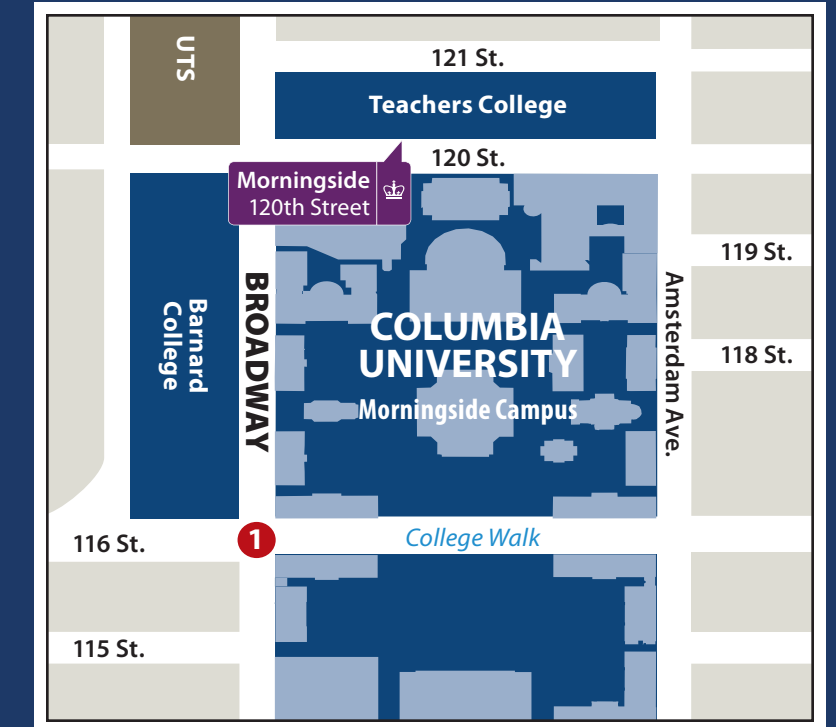 UTS
121 St.
Teachers College
120 St.
Morningside
120th Street
119 St.
BROADWAY
Barnard
College
COLUMBIA
UNIVERSITY
Morningside Campus
Amsterdam Ave.
118 St.
116 St.
1
College Walk
115 St.